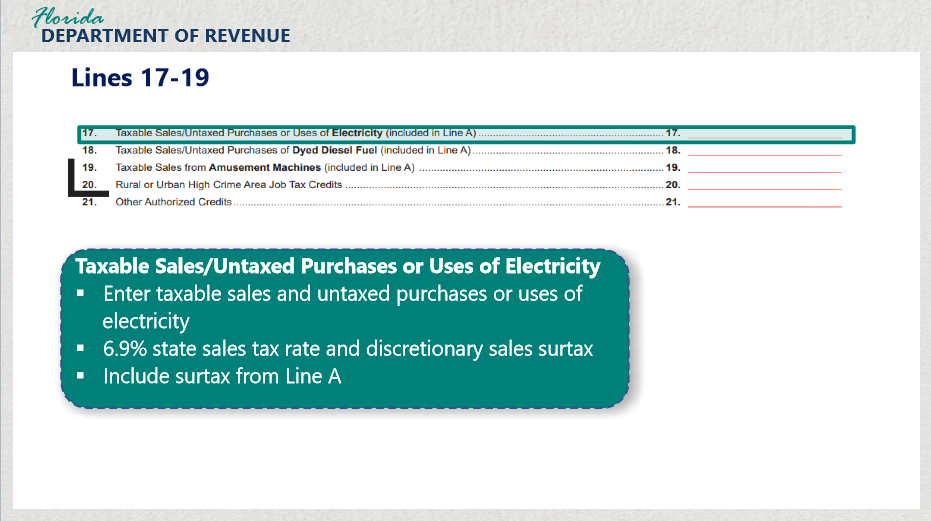 Florida
DEPARTMENT OF REVENUE
Lines 17-19
17. Taxable Sales/Untaxed Purchases or Uses of Electricity (included in Line A) 17.
18. Taxable Sales/Untaxed Purchases of Dyed Diesel Fuel (included in Line A) 18.
19. Taxable Sales from Amusement Machines (included in Line A) 19.
20. Rural or Urban High Crime Area Job Tax Credits 20.
21. Other Authorized Credits 21.
Taxable Sales/Untaxed Purchases or Uses of Electricity
▪ Enter taxable sales and untaxed purchases or uses of
electricity
▪ 6.9% state sales tax rate and discretionary sales surtax
▪ Include surtax from Line A